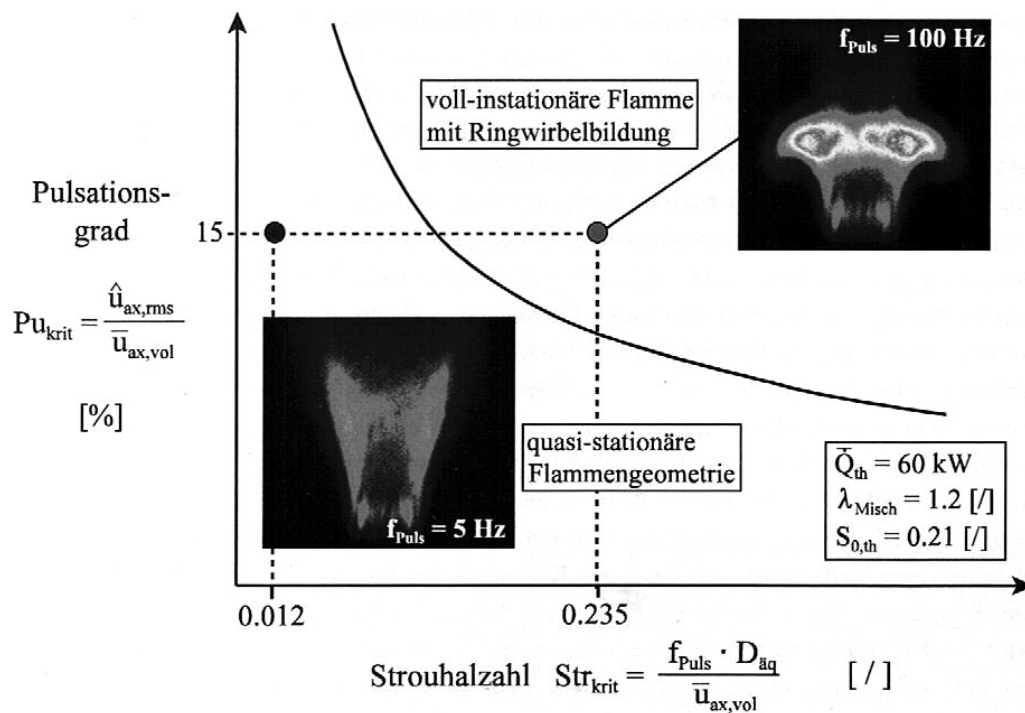 f_Puls = 100 Hz
voll-instationäre Flamme
mit Ringwirbelbildung
Pulsations-
grad
15
Pu_krit = û_ax,rms / ū_ax,vol
[%]
quasi-stationäre
Flammengeometrie
f_Puls = 5 Hz
Q̇̄_th = 60 kW
λ_Misch = 1.2 [/]
S_0,th = 0.21 [/]
0.012
0.235
Strouhalzahl Str_krit = f_Puls · D_äq / ū_ax,vol [/]